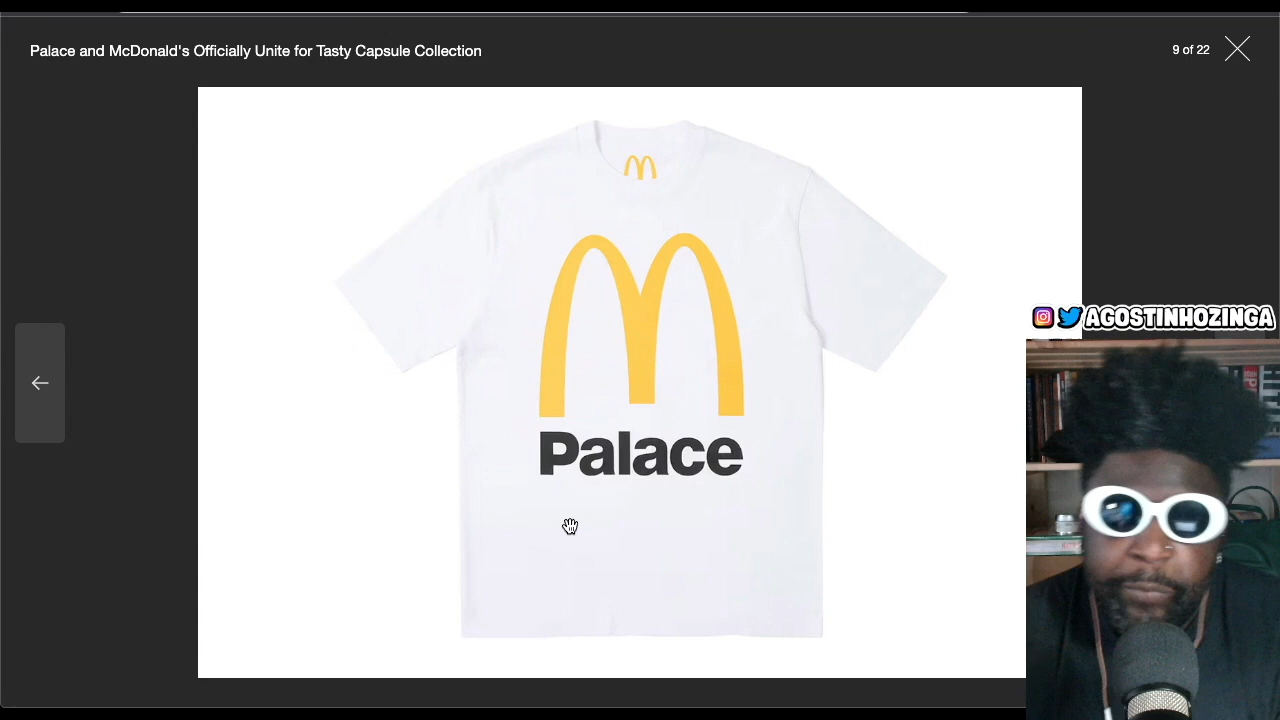 Palace and McDonald's Officially Unite for Tasty Capsule Collection
9 of 22
Palace
AGOSTINHOZINGA